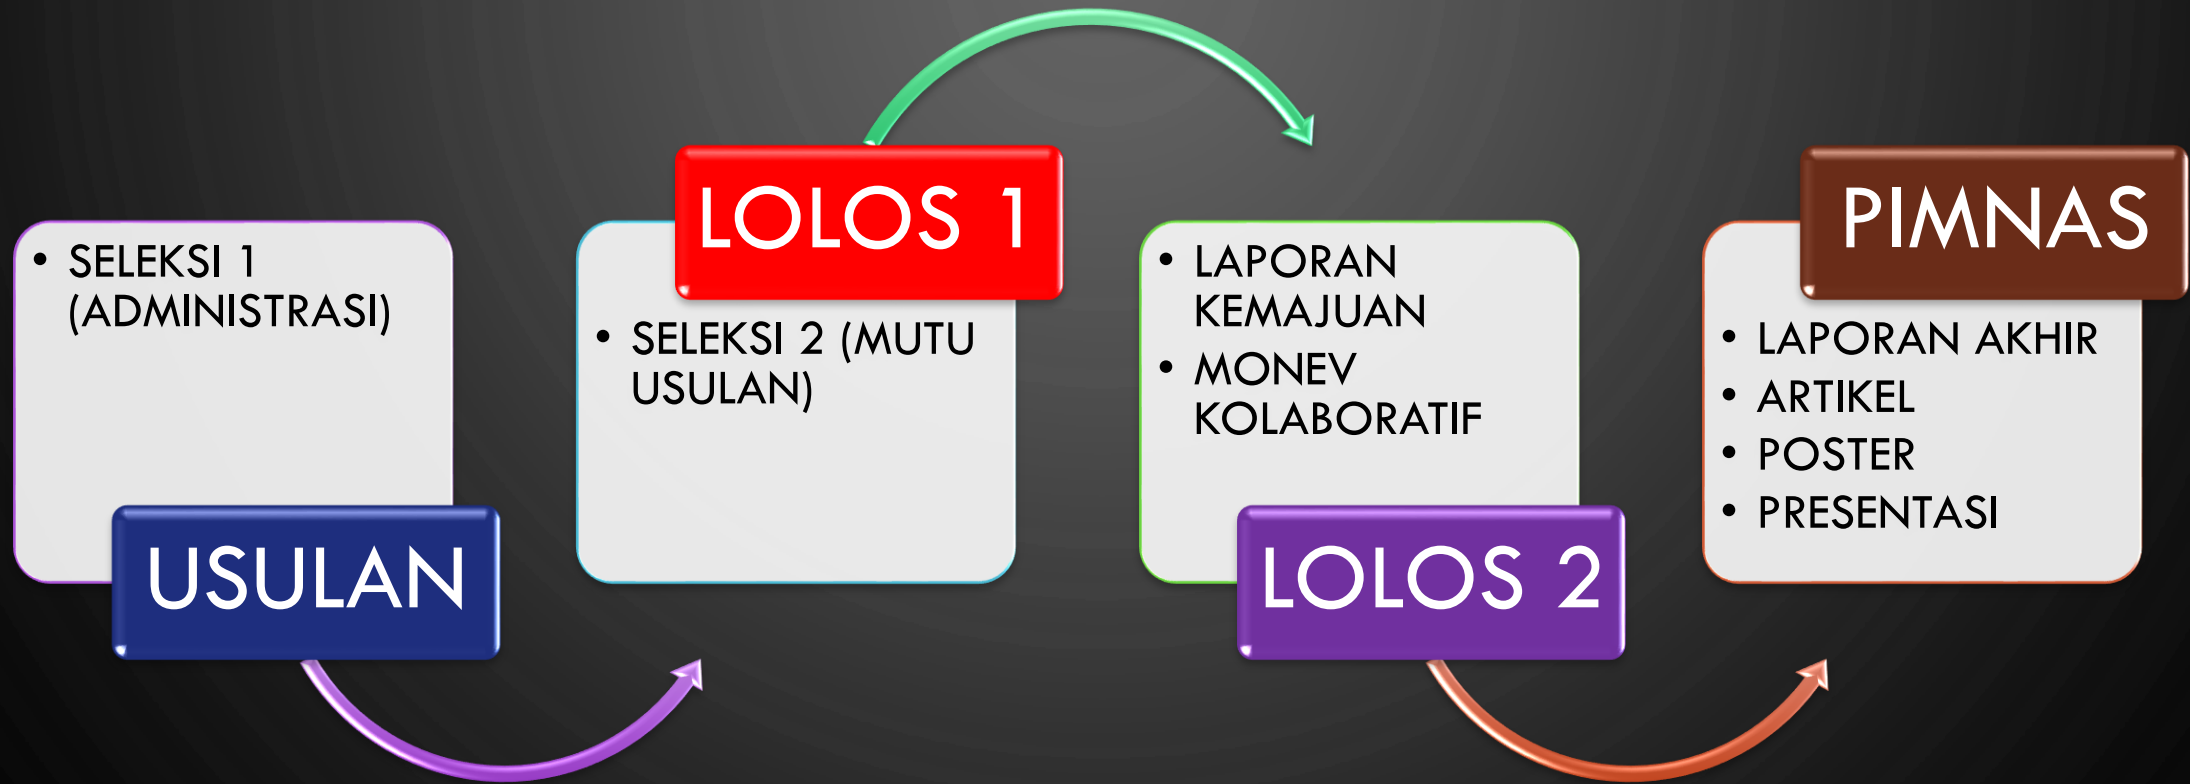 • SELEKSI 1
(ADMINISTRASI)
USULAN
LOLOS 1
• SELEKSI 2 (MUTU
USULAN)
• LAPORAN
KEMAJUAN
• MONEV
KOLABORATIF
LOLOS 2
PIMNAS
• LAPORAN AKHIR
• ARTIKEL
• POSTER
• PRESENTASI